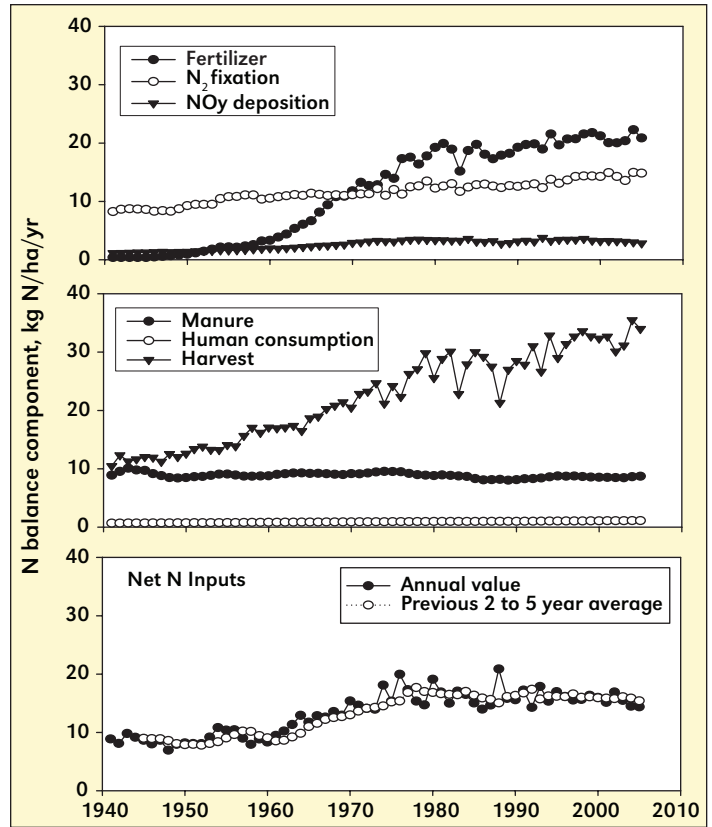 N balance component, kg N/ha/yr
40
30
20
10
0
Fertilizer
N2 fixation
NOy deposition
40
30
20
10
0
Manure
Human consumption
Harvest
40
30
20
10
0
Net N Inputs
Annual value
Previous 2 to 5 year average
1940 1950 1960 1970 1980 1990 2000 2010